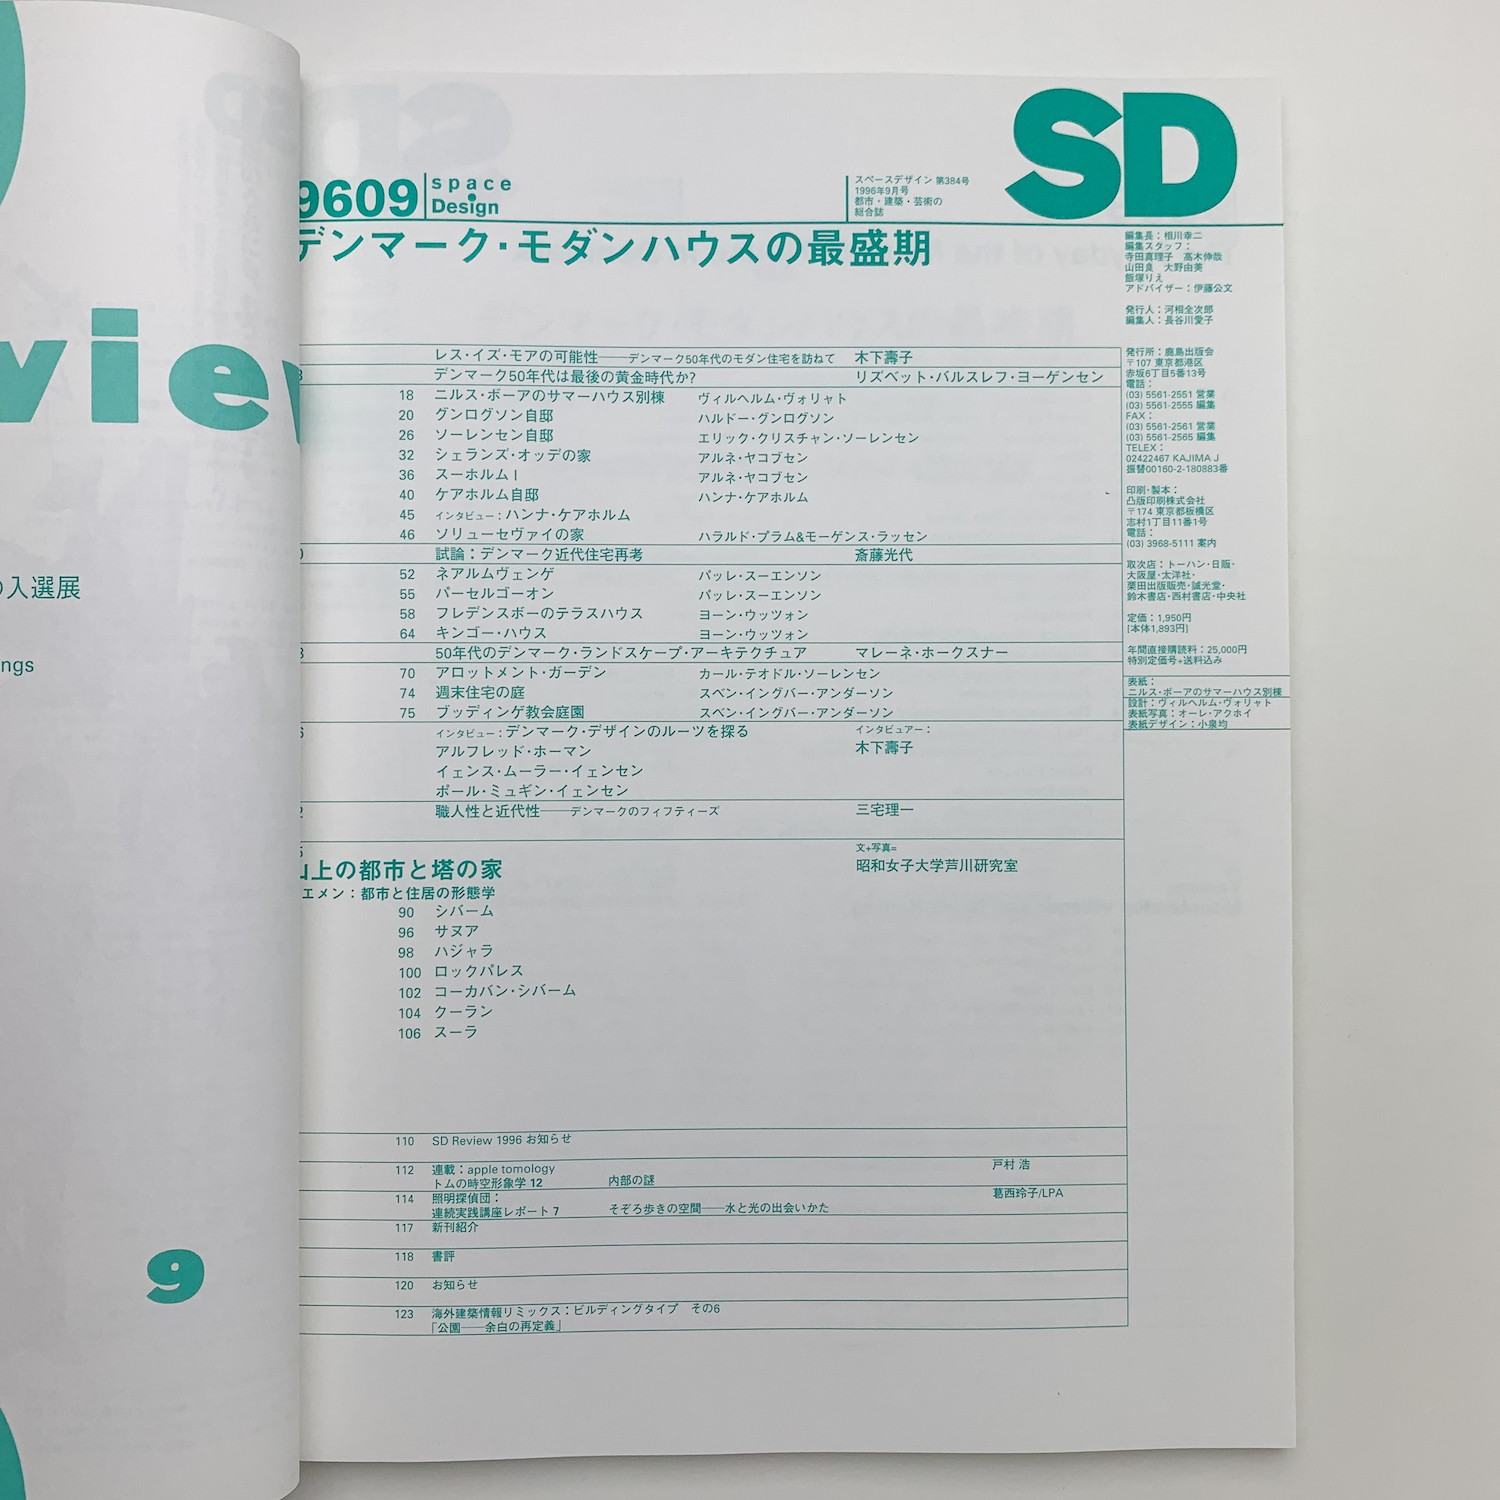 view
の入選展
ngs
9
9609
space
Design
スペースデザイン 第384号
1996年9月号
都市・建築・芸術の
総合誌
SD
デンマーク・モダンハウスの最盛期
レス・イズ・モアの可能性——デンマーク50年代のモダン住宅を訪ねて 木下壽子
デンマーク50年代は最後の黄金時代か? リズベット・バルスレフ・ヨーゲンセン
18 ニルス・ボーアのサマーハウス別棟 ヴィルヘルム・ヴォリャト
20 グンログソン自邸 ハルドー・グンログソン
26 ソーレンセン自邸 エリック・クリスチャン・ソーレンセン
32 シェランズ・オッデの家 アルネ・ヤコブセン
36 スーホルムⅠ アルネ・ヤコブセン
40 ケアホルム自邸 ハンナ・ケアホルム
45 インタビュー：ハンナ・ケアホルム
46 ソリューセヴァイの家 ハラルド・プラム&モーゲンス・ラッセン
試論：デンマーク近代住宅再考 斎藤光代
52 ネアルムヴェンゲ パッレ・スーエンソン
55 パーセルゴーオン パッレ・スーエンソン
58 フレデンスボーのテラスハウス ヨーン・ウッツォン
64 キンゴー・ハウス ヨーン・ウッツォン
50年代のデンマーク・ランドスケープ・アーキテクチュア マレーネ・ホークスナー
70 アロットメント・ガーデン カール・テオドル・ソーレンセン
74 週末住宅の庭 スベン・イングバー・アンダーソン
75 ブッディンゲ教会庭園 スベン・イングバー・アンダーソン
インタビュー：デンマーク・デザインのルーツを探る インタビュアー：
アルフレッド・ホーマン 木下壽子
イェンス・ムーラー・イェンセン
ポール・ミュギン・イェンセン
職人性と近代性——デンマークのフィフティーズ 三宅理一
山上の都市と塔の家 文+写真=
昭和女子大学芦川研究室
エメン：都市と住居の形態学
90 シバーム
96 サヌア
98 ハジャラ
100 ロックパレス
102 コーカバン・シバーム
104 クーラン
106 スーラ
110 SD Review 1996 お知らせ
112 連載：apple tomology 戸村 浩
トムの時空形象学 12 内部の謎
114 照明探偵団： 葛西玲子/LPA
連続実践講座レポート 7 そぞろ歩きの空間——水と光の出会いかた
117 新刊紹介
118 書評
120 お知らせ
123 海外建築情報リミックス：ビルディングタイプ その6
「公園——余白の再定義」
編集長：相川幸二
編集スタッフ：
寺田真理子 高木伸哉
山田良 大野由美
飯塚りえ
アドバイザー：伊藤公文
発行人：河相全次郎
編集人：長谷川愛子
発行所：鹿島出版会
〒107 東京都港区
赤坂6丁目5番13号
電話：
(03) 5561-2551 営業
(03) 5561-2555 編集
FAX：
(03) 5561-2561 営業
(03) 5561-2565 編集
TELEX：
02422467 KAJIMA J
振替00160-2-180883番
印刷・製本：
凸版印刷株式会社
〒174 東京都板橋区
志村1丁目11番1号
電話：
(03) 3968-5111 案内
取次店：トーハン・日販・
大阪屋・太洋社・
栗田出版販売・誠光堂・
鈴木書店・西村書店・中央社
定価：1,950円
[本体1,893円]
年間直接購読料：25,000円
特別定価号+送料込み
表紙：
ニルス・ボーアのサマーハウス別棟
設計：ヴィルヘルム・ヴォリャト
表紙写真：オーレ・アクホイ
表紙デザイン：小泉均